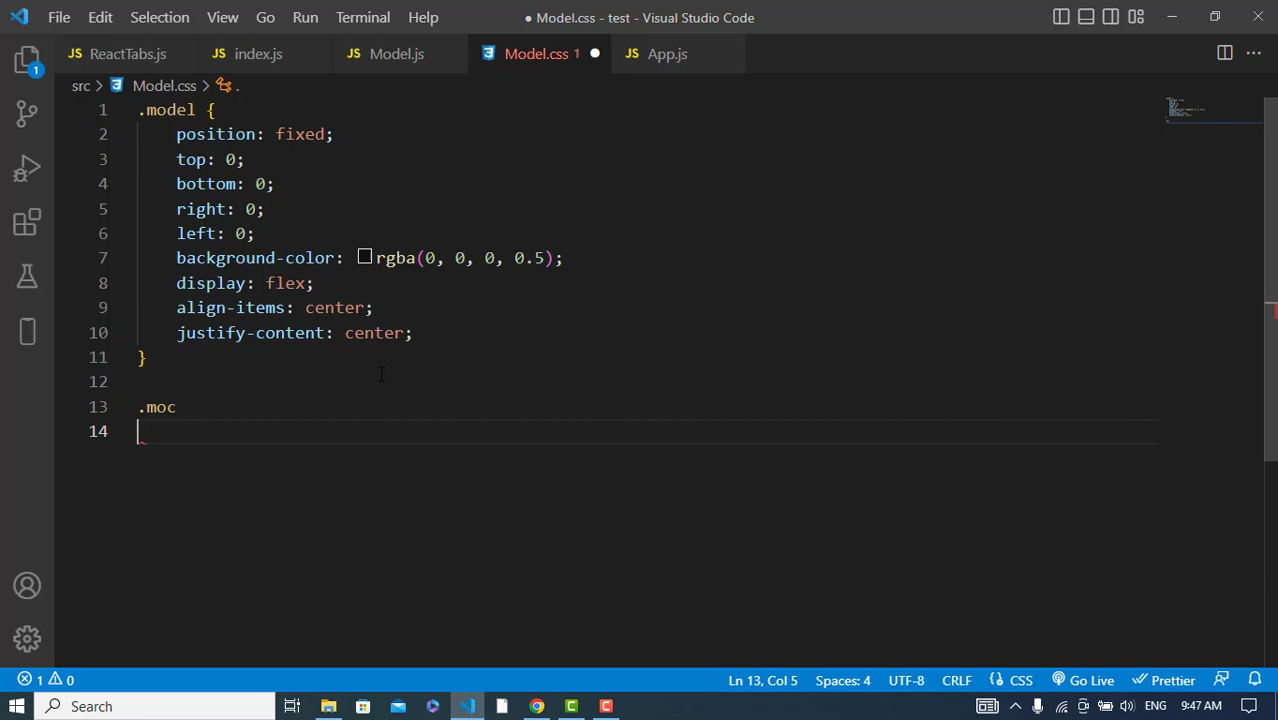 File Edit Selection View Go Run Terminal Help ● Model.css - test - Visual Studio Code
JS ReactTabs.js JS index.js JS Model.js Model.css 1 JS App.js
src > Model.css > .
1 .model {
2 position: fixed;
3 top: 0;
4 bottom: 0;
5 right: 0;
6 left: 0;
7 background-color: rgba(0, 0, 0, 0.5);
8 display: flex;
9 align-items: center;
10 justify-content: center;
11 }
12
13 .moc
14
1
1 0 Ln 13, Col 5 Spaces: 4 UTF-8 CRLF CSS Go Live Prettier
Search ENG 9:47 AM